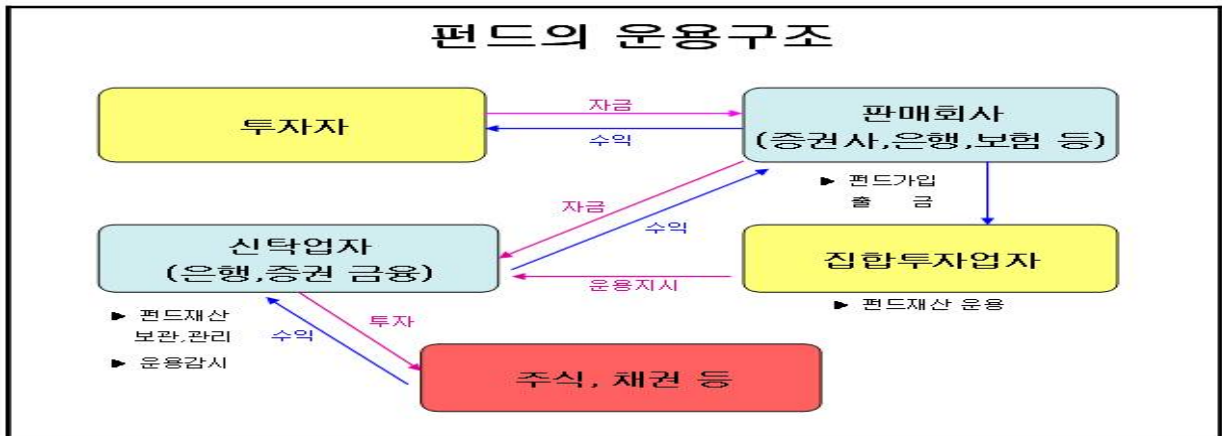 펀드의 운용구조
투자자
자금
수익
판매회사
(증권사,은행,보험 등)
▶ 펀드가입
출 금
자금
수익
신탁업자
(은행,증권 금융)
운용지시
집합투자업자
▶ 펀드재산 운용
▶ 펀드재산
보관,관리
▶ 운용감시
투자
수익
주식, 채권 등